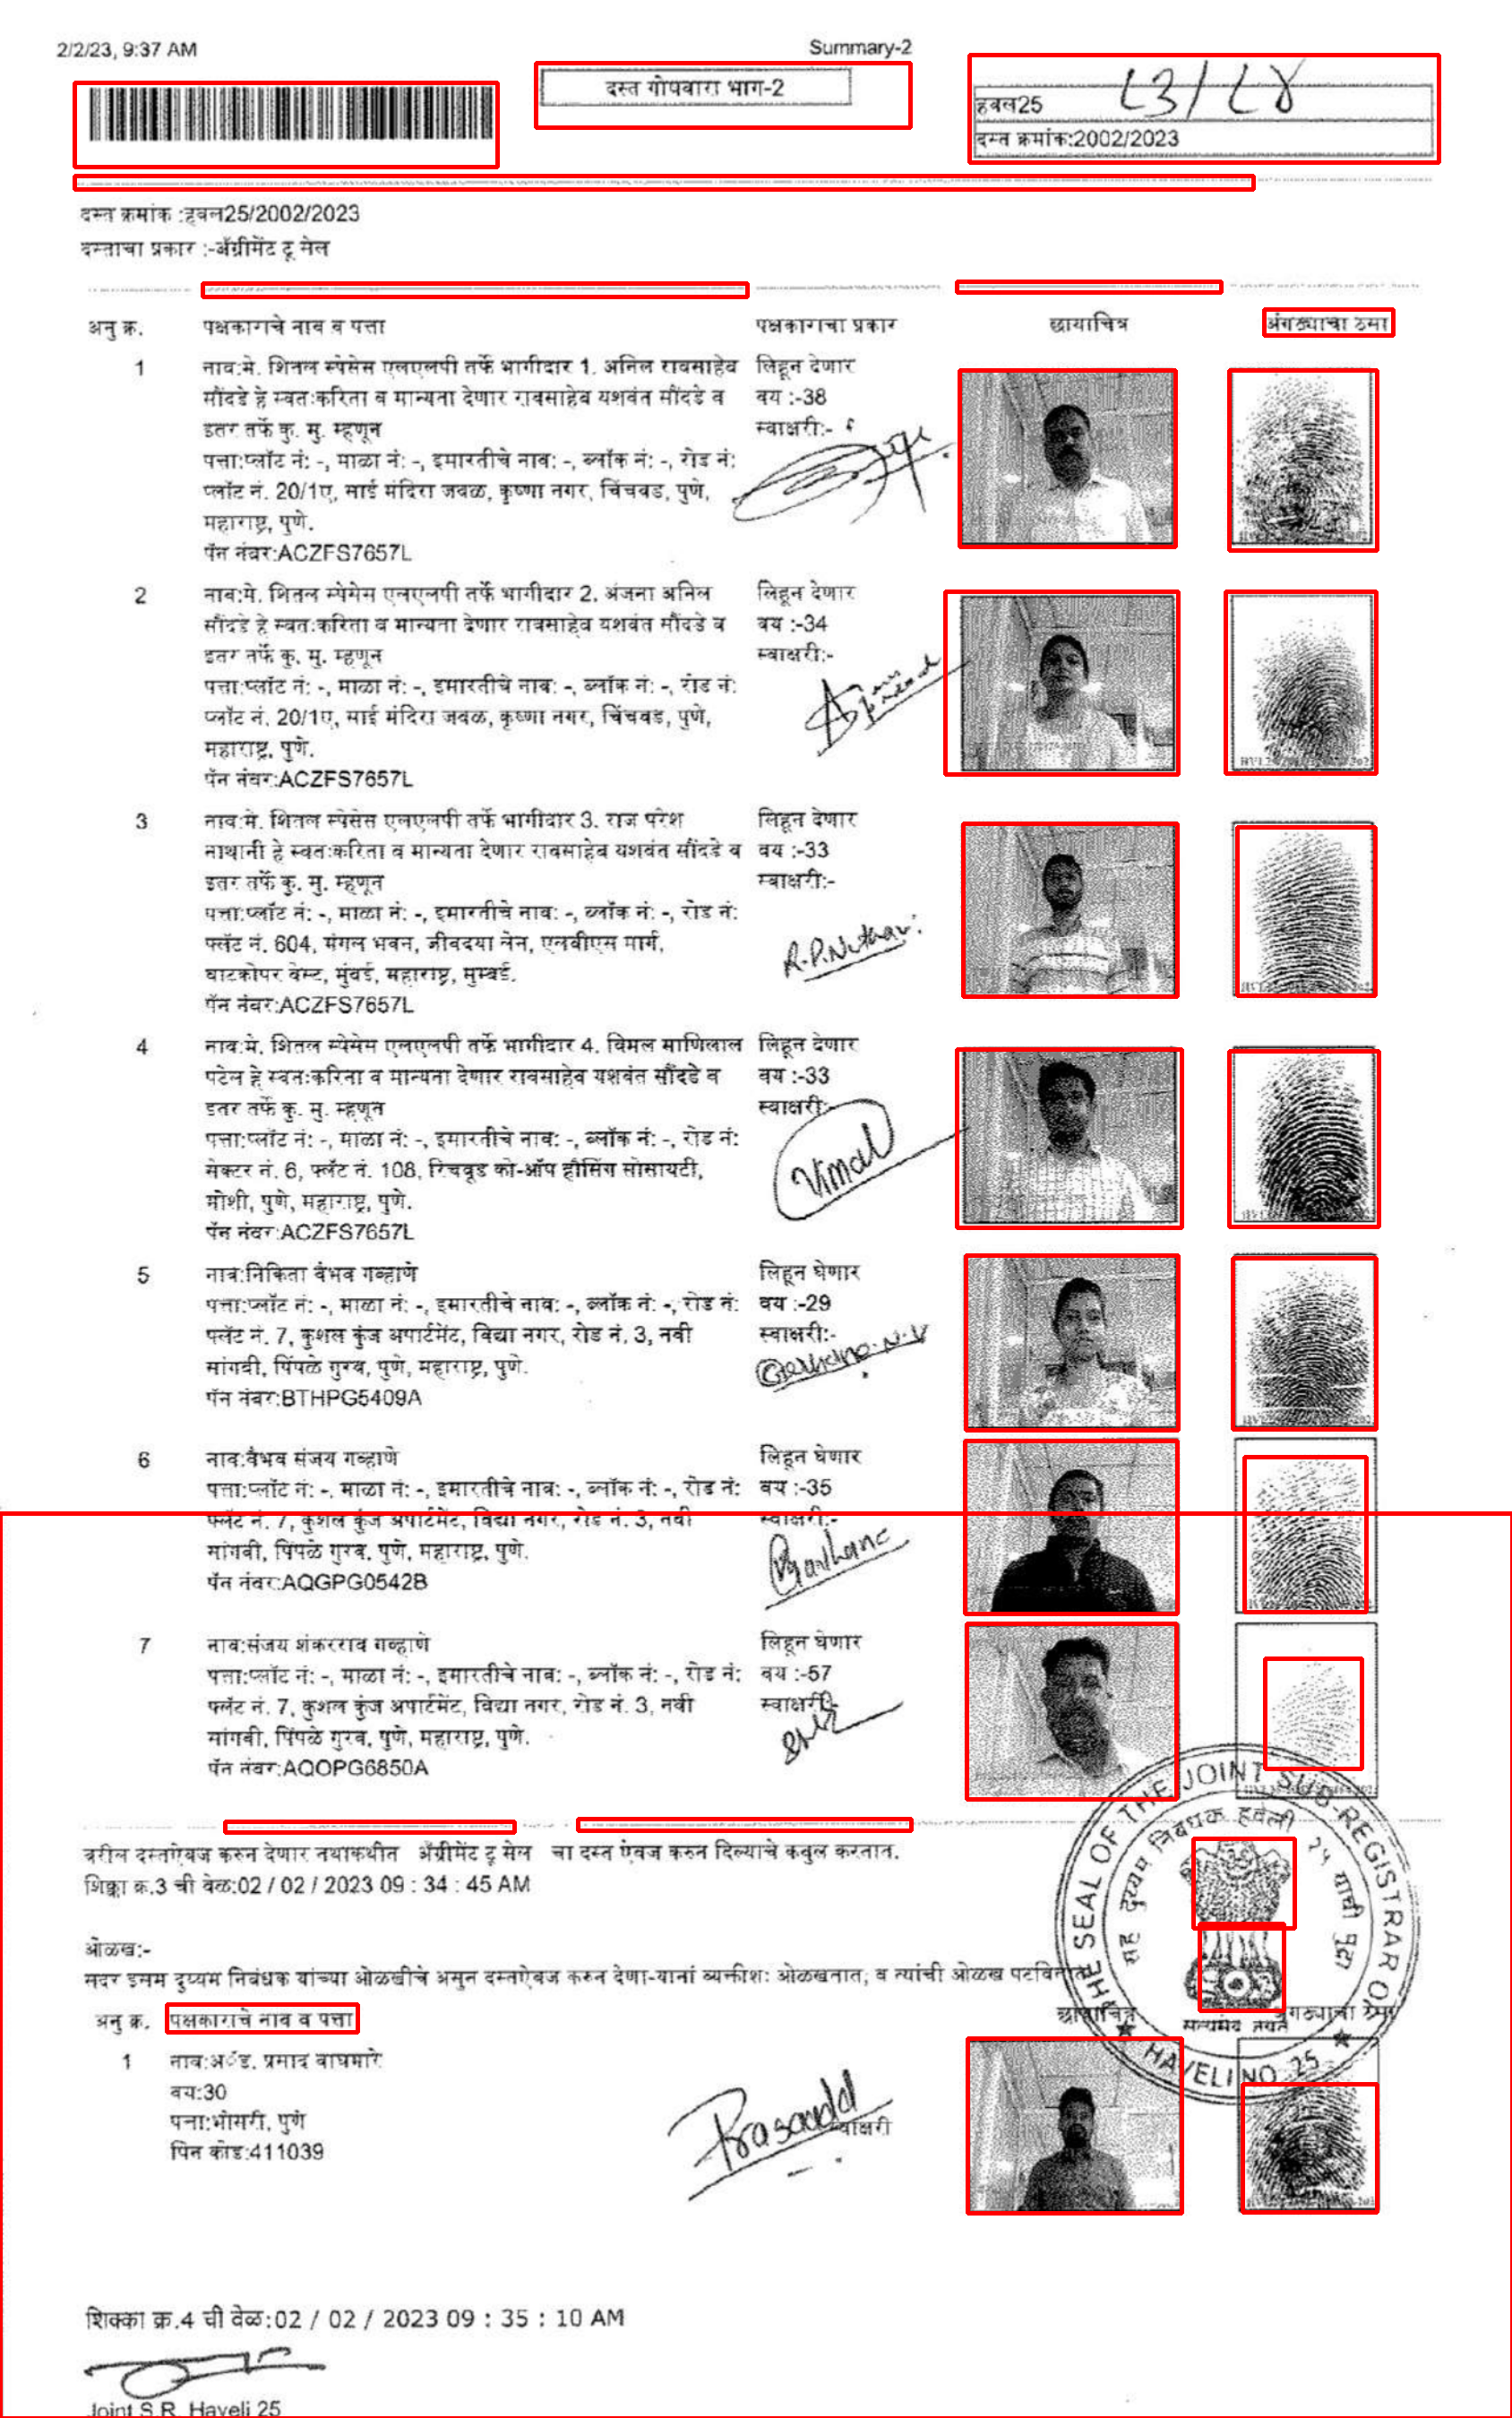 2/2/23, 9:37 AM
Summary-2
दस्त गोषवारा भाग-2
हवल25
दस्त क्रमांक:2002/2023
दस्त क्रमांक :हवल25/2002/2023
दस्ताचा प्रकार :-अॅग्रीमेंट टू सेल
अनु क्र. पक्षकाराचे नाव व पत्ता पक्षकाराचा प्रकार छायाचित्र अंगठ्याचा ठसा
1 नाव:मे. शितल स्पेसेस एलएलपी तर्फे भागीदार 1. अनिल रावसाहेब लिहून देणार
सौंदडे हे स्वतःकरिता व मान्यता देणार रावसाहेब यशवंत सौंदडे व वय :-38
इतर तर्फे कु. मु. म्हणून स्वाक्षरी:-
पत्ता:प्लॉट नं: -, माळा नं: -, इमारतीचे नाव: -, ब्लॉक नं: -, रोड नं:
प्लॉट नं. 20/1ए, साई मंदिरा जवळ, कृष्णा नगर, चिंचवड, पुणे,
महाराष्ट्र, पुणे.
पॅन नंबर:ACZFS7657L
2 नाव:मे. शितल स्पेसेस एलएलपी तर्फे भागीदार 2. अंजना अनिल लिहून देणार
सौंदडे हे स्वतःकरिता व मान्यता देणार रावसाहेब यशवंत सौंदडे व वय :-34
इतर तर्फे कु. मु. म्हणून स्वाक्षरी:-
पत्ता:प्लॉट नं: -, माळा नं: -, इमारतीचे नाव: -, ब्लॉक नं: -, रोड नं:
प्लॉट नं. 20/1ए, साई मंदिरा जवळ, कृष्णा नगर, चिंचवड, पुणे,
महाराष्ट्र, पुणे.
पॅन नंबर:ACZFS7657L
3 नाव:मे. शितल स्पेसेस एलएलपी तर्फे भागीदार 3. राज परेश लिहून देणार
नाथानी हे स्वतःकरिता व मान्यता देणार रावसाहेब यशवंत सौंदडे व वय :-33
इतर तर्फे कु. मु. म्हणून स्वाक्षरी:-
पत्ता:प्लॉट नं: -, माळा नं: -, इमारतीचे नाव: -, ब्लॉक नं: -, रोड नं:
फ्लॅट नं. 604, मंगल भवन, जीवदया लेन, एलबीएस मार्ग,
घाटकोपर वेस्ट, मुंबई, महाराष्ट्र, मुम्बई.
पॅन नंबर:ACZFS7657L
4 नाव:मे. शितल स्पेसेस एलएलपी तर्फे भागीदार 4. विमल माणिलाल लिहून देणार
पटेल हे स्वतःकरिता व मान्यता देणार रावसाहेब यशवंत सौंदडे व वय :-33
इतर तर्फे कु. मु. म्हणून स्वाक्षरी:-
पत्ता:प्लॉट नं: -, माळा नं: -, इमारतीचे नाव: -, ब्लॉक नं: -, रोड नं:
सेक्टर नं. 6, फ्लॅट नं. 108, रिचवूड को-ऑप हौसिंग सोसायटी, Vimal
मोशी, पुणे, महाराष्ट्र, पुणे.
पॅन नंबर:ACZFS7657L
5 नाव:निकिता वैभव गव्हाणे लिहून घेणार
पत्ता:प्लॉट नं: -, माळा नं: -, इमारतीचे नाव: -, ब्लॉक नं: -, रोड नं: वय :-29
फ्लॅट नं. 7, कुशल कुंज अपार्टमेंट, विद्या नगर, रोड नं. 3, नवी स्वाक्षरी:-
सांगवी, पिंपळे गुरव, पुणे, महाराष्ट्र, पुणे.
पॅन नंबर:BTHPG5409A
6 नाव:वैभव संजय गव्हाणे लिहून घेणार
पत्ता:प्लॉट नं: -, माळा नं: -, इमारतीचे नाव: -, ब्लॉक नं: -, रोड नं: वय :-35
फ्लॅट नं. 7, कुशल कुंज अपार्टमेंट, विद्या नगर, रोड नं. 3, नवी स्वाक्षरी:-
सांगवी, पिंपळे गुरव, पुणे, महाराष्ट्र, पुणे.
पॅन नंबर:AQGPG0542B
7 नाव:संजय शंकरराव गव्हाणे लिहून घेणार
पत्ता:प्लॉट नं: -, माळा नं: -, इमारतीचे नाव: -, ब्लॉक नं: -, रोड नं: वय :-57
फ्लॅट नं. 7, कुशल कुंज अपार्टमेंट, विद्या नगर, रोड नं. 3, नवी स्वाक्षरी:-
सांगवी, पिंपळे गुरव, पुणे, महाराष्ट्र, पुणे.
पॅन नंबर:AQOPG6850A
THE SEAL OF THE JOINT SUB-REGISTRAR O,
सह दुय्यम निबंधक हवेली २५ यांची मुद्रा
सत्यमेव जयते
HAVELI NO 25
वरील दस्तऐवज करुन देणार तथाकथीत अॅग्रीमेंट टू सेल चा दस्त ऐवज करुन दिल्याचे कबुल करतात.
शिक्का क्र.3 ची वेळ:02 / 02 / 2023 09 : 34 : 45 AM
ओळख:-
सदर इसम दुय्यम निबंधक यांच्या ओळखीचे असुन दस्तऐवज करुन देणा-यानां व्यक्तीशः ओळखतात, व त्यांची ओळख पटवितात
अनु क्र. पक्षकाराचे नाव व पत्ता छायाचित्र अंगठ्याचा ठसा
1 नाव:अॅड. प्रसाद वाघमारे
वय:30
पत्ता:भोसरी, पुणे स्वाक्षरी
पिन कोड:411039
शिक्का क्र.4 ची वेळ:02 / 02 / 2023 09 : 35 : 10 AM
Joint S.R. Haveli 25